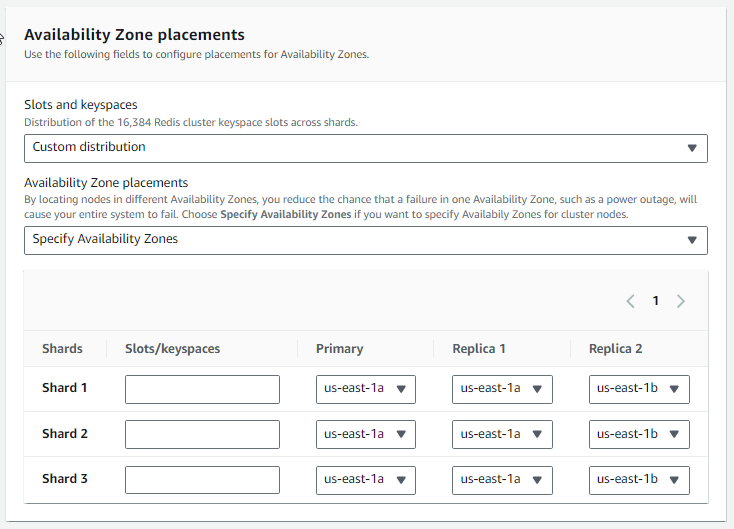 Availability Zone placements
Use the following fields to configure placements for Availability Zones.
Slots and keyspaces
Distribution of the 16,384 Redis cluster keyspace slots across shards.
Custom distribution
Availability Zone placements
By locating nodes in different Availability Zones, you reduce the chance that a failure in one Availability Zone, such as a power outage, will
cause your entire system to fail. Choose Specify Availability Zones if you want to specify Availabily Zones for cluster nodes.
Specify Availability Zones
1
Shards Slots/keyspaces Primary Replica 1 Replica 2
Shard 1 us-east-1a us-east-1a us-east-1b
Shard 2 us-east-1a us-east-1a us-east-1b
Shard 3 us-east-1a us-east-1a us-east-1b